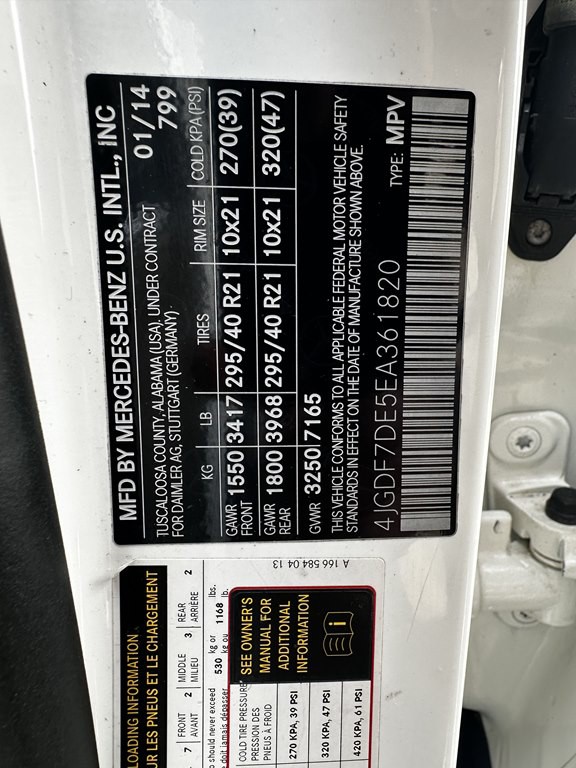 MFD BY MERCEDES-BENZ U.S. INTL., INC
TUSCALOOSA COUNTY, ALABAMA (USA), UNDER CONTRACT 01/14
FOR DAIMLER AG, STUTTGART (GERMANY) 799
KG LB TIRES RIM SIZE COLD KPA (PSI)
GAWR FRONT 1550 3417 295/40 R21 10x21 270(39)
GAWR REAR 1800 3968 295/40 R21 10x21 320(47)
GVWR 3250 7165
THIS VEHICLE CONFORMS TO ALL APPLICABLE FEDERAL MOTOR VEHICLE SAFETY
STANDARDS IN EFFECT ON THE DATE OF MANUFACTURE SHOWN ABOVE.
TYPE: MPV
4JGDF7DE5EA361820
LOADING INFORMATION
UR LES PNEUS ET LE CHARGEMENT
7 FRONT AVANT 2 MIDDLE MILIEU 3 REAR ARRIÈRE 2
should never exceed 530 kg or 1168 lbs.
doit jamais dépasser kg ou lb.
COLD TIRE PRESSURE
PRESSION DES
PNEUS À FROID
270 KPA, 39 PSI
320 KPA, 47 PSI
420 KPA, 61 PSI
SEE OWNER'S
MANUAL FOR
ADDITIONAL
INFORMATION
i
A 166 584 04 13